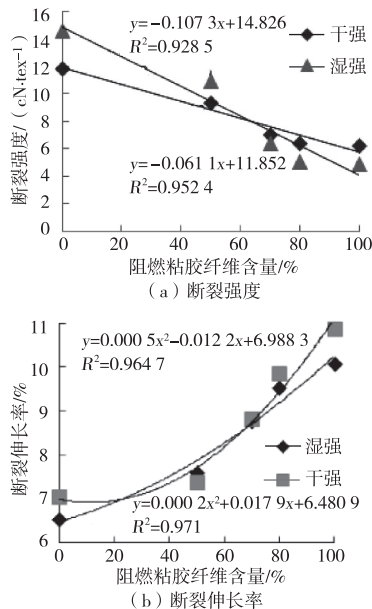 y=-0.107 3x+14.826
R²=0.928 5
干强
湿强
断裂强度/（cN·tex-1）
16
14
12
10
8
6
4
2
0
y=-0.061 1x+11.852
R²=0.952 4
0 20 40 60 80 100
阻燃粘胶纤维含量/%
（a）断裂强度
y=0.000 5x²-0.012 2x+6.988 3
R²=0.964 7
断裂伸长率/%
11
10
9
8
7
6
湿强
干强
y=0.000 2x²+0.017 9x+6.480 9
R²=0.971
0 20 40 60 80 100
阻燃粘胶纤维含量/%
（b）断裂伸长率